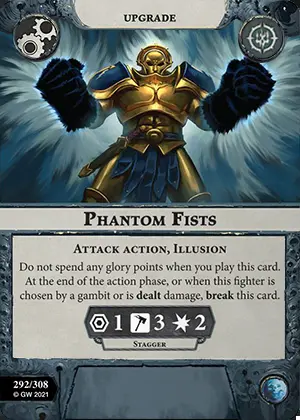 UPGRADE
PHANTOM FISTS
ATTACK ACTION, ILLUSION
Do not spend any glory points when you play this card.
At the end of the action phase, or when this fighter is
chosen by a gambit or is dealt damage, break this card.
1 3 2
STAGGER
292/308
© GW 2021